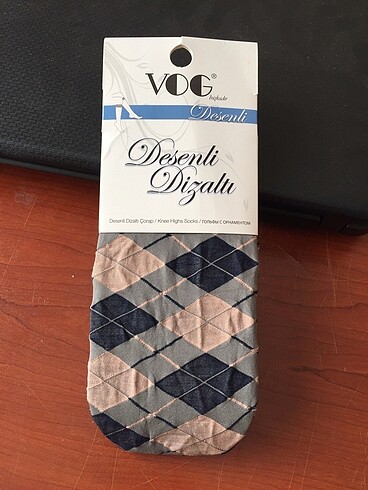 VOG®
Desenli
Desenli
Dizaltı
Desenli Dizaltı Çorap / Knee Highs Socks / ГОЛЬФЫ С ОРНАМЕНТОМ